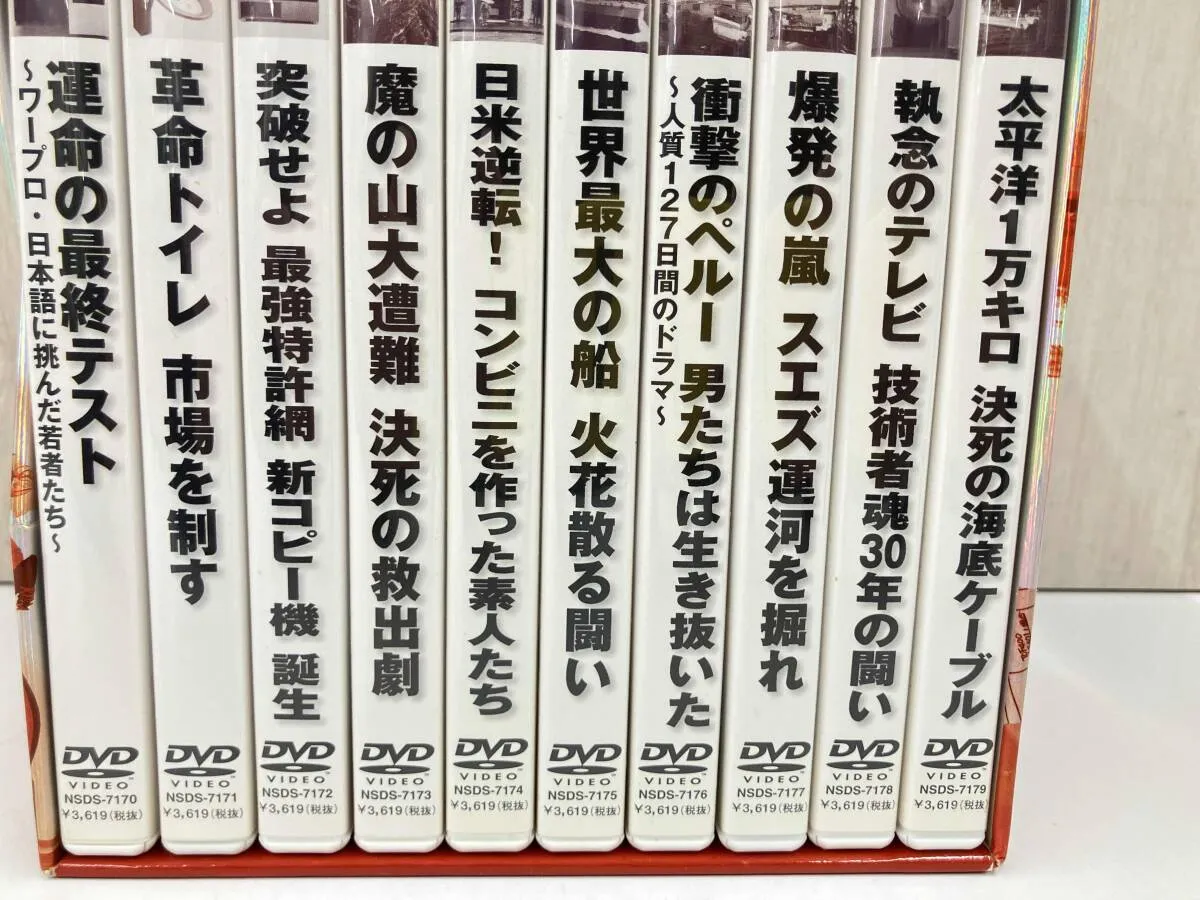 運命の最終テスト
～ワープロ・日本語に挑んだ若者たち～
DVD
VIDEO
NSDS-7170
¥3,619(税抜)
革命トイレ 市場を制す
DVD
VIDEO
NSDS-7171
¥3,619(税抜)
突破せよ 最強特許網 新コピー機 誕生
DVD
VIDEO
NSDS-7172
¥3,619(税抜)
魔の山大遭難 決死の救出劇
DVD
VIDEO
NSDS-7173
¥3,619(税抜)
日米逆転！コンビニを作った素人たち
DVD
VIDEO
NSDS-7174
¥3,619(税抜)
世界最大の船 火花散る闘い
DVD
VIDEO
NSDS-7175
¥3,619(税抜)
衝撃のペルー 男たちは生き抜いた
～人質127日間のドラマ～
DVD
VIDEO
NSDS-7176
¥3,619(税抜)
爆発の嵐 スエズ運河を掘れ
DVD
VIDEO
NSDS-7177
¥3,619(税抜)
執念のテレビ 技術者魂30年の闘い
DVD
VIDEO
NSDS-7178
¥3,619(税抜)
太平洋1万キロ 決死の海底ケーブル
DVD
VIDEO
NSDS-7179
¥3,619(税抜)